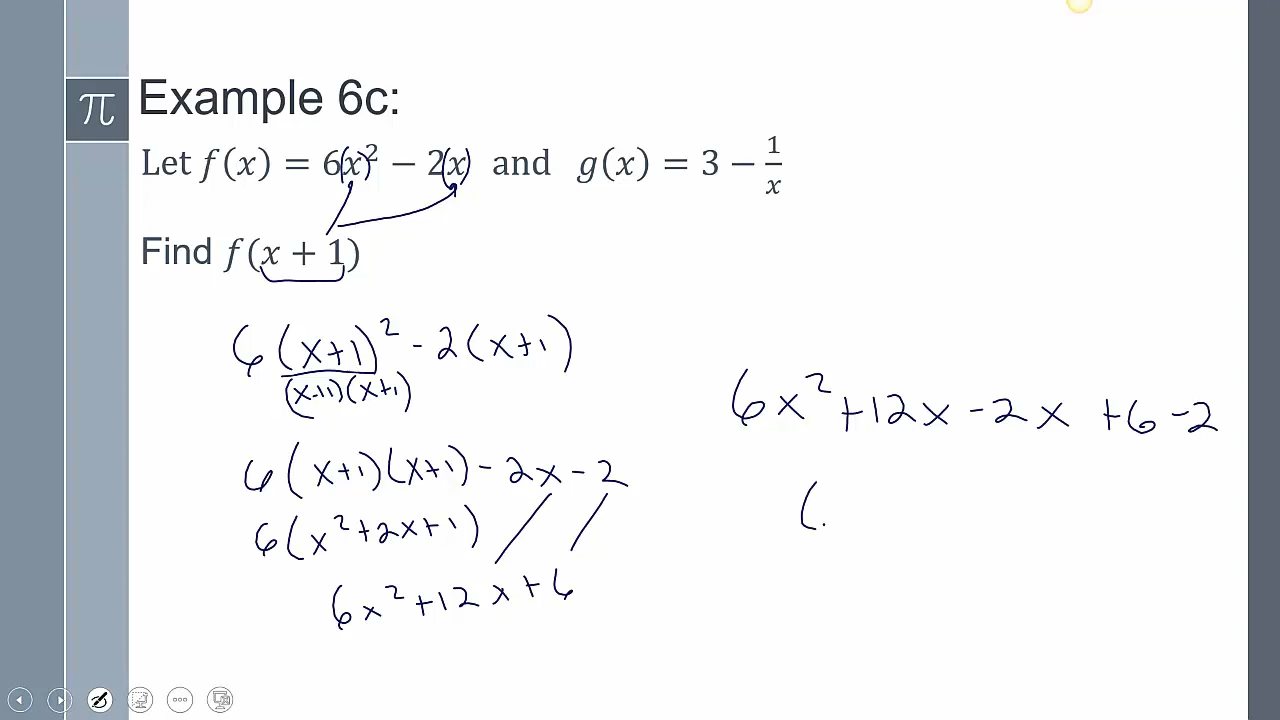 π
Example 6c:
Let f(x) = 6(x)² − 2(x) and g(x) = 3 − 1/x
Find f(x + 1)
6(x+1)² - 2(x+1)
(x+1)(x+1)
6(x+1)(x+1) - 2x - 2
6(x²+2x+1)
6x²+12x+6
6x²+12x-2x+6-2
(.